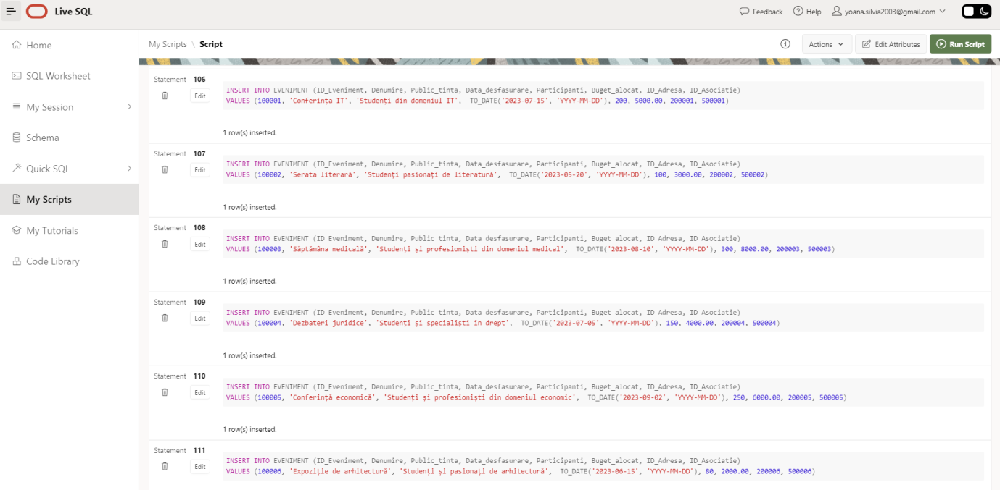 Live SQL
Feedback
Help
yoana.silvia2003@gmail.com
Home
SQL Worksheet
My Session
Schema
Quick SQL
My Scripts
My Tutorials
Code Library
My Scripts \ Script
Actions
Edit Attributes
Run Script
Statement 106
Edit
INSERT INTO EVENIMENT (ID_Eveniment, Denumire, Public_tinta, Data_desfasurare, Participanti, Buget_alocat, ID_Adresa, ID_Asociatie)
VALUES (100001, 'Conferința IT', 'Studenți din domeniul IT',  TO_DATE('2023-07-15', 'YYYY-MM-DD'), 200, 5000.00, 200001, 500001)
1 row(s) inserted.
Statement 107
Edit
INSERT INTO EVENIMENT (ID_Eveniment, Denumire, Public_tinta, Data_desfasurare, Participanti, Buget_alocat, ID_Adresa, ID_Asociatie)
VALUES (100002, 'Serata literară', 'Studenți pasionați de literatură',  TO_DATE('2023-05-20', 'YYYY-MM-DD'), 100, 3000.00, 200002, 500002)
1 row(s) inserted.
Statement 108
Edit
INSERT INTO EVENIMENT (ID_Eveniment, Denumire, Public_tinta, Data_desfasurare, Participanti, Buget_alocat, ID_Adresa, ID_Asociatie)
VALUES (100003, 'Săptămâna medicală', 'Studenți și profesioniști din domeniul medical',  TO_DATE('2023-08-10', 'YYYY-MM-DD'), 300, 8000.00, 200003, 500003)
1 row(s) inserted.
Statement 109
Edit
INSERT INTO EVENIMENT (ID_Eveniment, Denumire, Public_tinta, Data_desfasurare, Participanti, Buget_alocat, ID_Adresa, ID_Asociatie)
VALUES (100004, 'Dezbateri juridice', 'Studenți și specialiști în drept',  TO_DATE('2023-07-05', 'YYYY-MM-DD'), 150, 4000.00, 200004, 500004)
1 row(s) inserted.
Statement 110
Edit
INSERT INTO EVENIMENT (ID_Eveniment, Denumire, Public_tinta, Data_desfasurare, Participanti, Buget_alocat, ID_Adresa, ID_Asociatie)
VALUES (100005, 'Conferință economică', 'Studenți și profesioniști din domeniul economic',  TO_DATE('2023-09-02', 'YYYY-MM-DD'), 250, 6000.00, 200005, 500005)
1 row(s) inserted.
Statement 111
Edit
INSERT INTO EVENIMENT (ID_Eveniment, Denumire, Public_tinta, Data_desfasurare, Participanti, Buget_alocat, ID_Adresa, ID_Asociatie)
VALUES (100006, 'Expoziție de arhitectură', 'Studenți și pasionați de arhitectură',  TO_DATE('2023-06-15', 'YYYY-MM-DD'), 80, 2000.00, 200006, 500006)